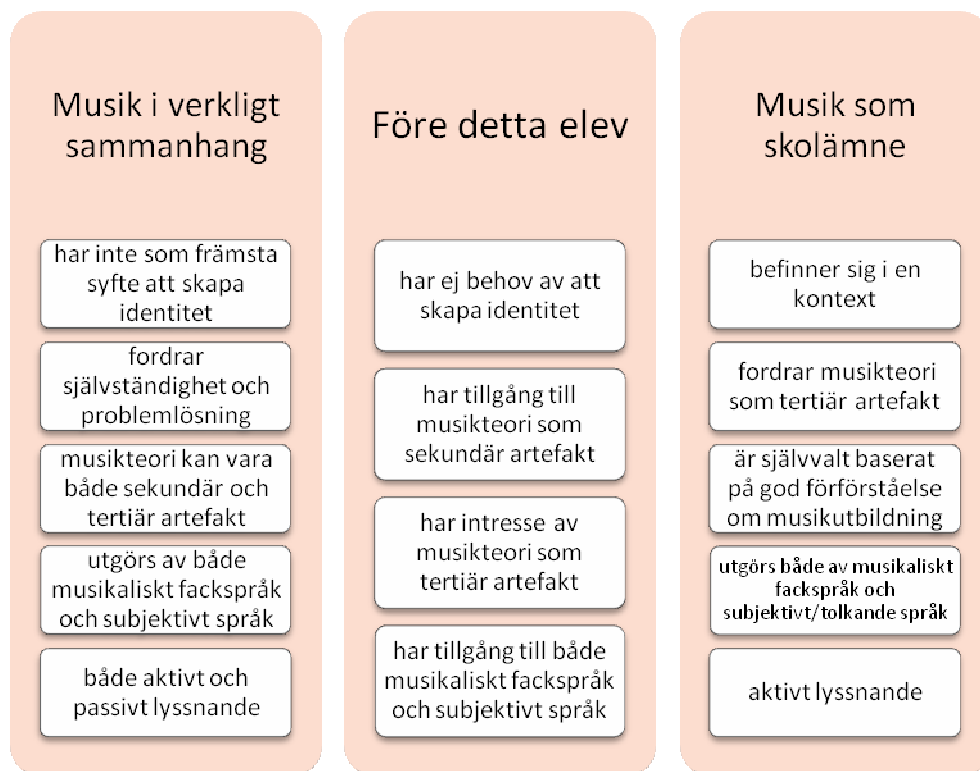 Musik i verkligt
sammanhang
har inte som främsta
syfte att skapa
identitet
fordrar
självständighet och
problemlösning
musikteori kan vara
både sekundär och
tertiär artefakt
utgörs av både
musikaliskt fackspråk
och subjektivt språk
både aktivt och
passivt lyssnande
Före detta elev
har ej behov av att
skapa identitet
har tillgång till
musikteori som
sekundär artefakt
har intresse av
musikteori som
tertiär artefakt
har tillgång till både
musikaliskt fackspråk
och subjektivt språk
Musik som
skolämne
befinner sig i en
kontext
fordrar musikteori
som tertiär artefakt
är självvalt baserat
på god förförståelse
om musikutbildning
utgörs både av musikaliskt
fackspråk och
subjektivt/tolkande språk
aktivt lyssnande